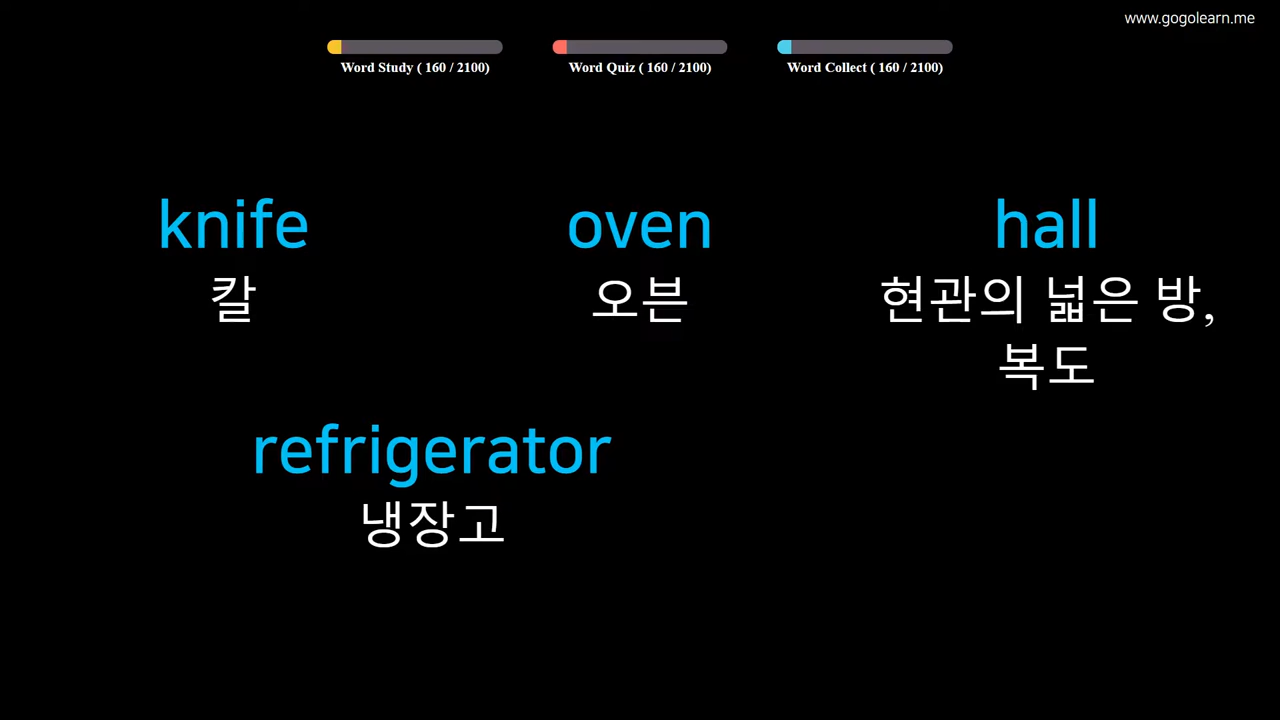 www.gogolearn.me
Word Study ( 160 / 2100)
Word Quiz ( 160 / 2100)
Word Collect ( 160 / 2100)
knife
칼
oven
오븐
hall
현관의 넓은 방,
복도
refrigerator
냉장고